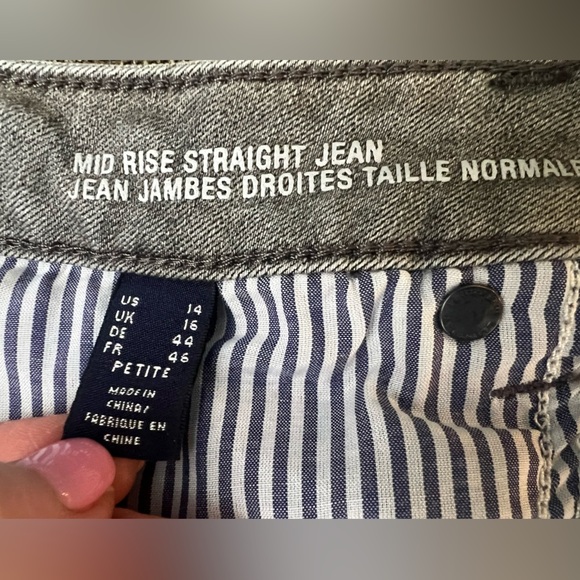 MID RISE STRAIGHT JEAN
JEAN JAMBES DROITES TAILLE NORMALE
US 14
UK 16
DE 44
FR 46
PETITE
MADE IN
CHINA/
FABRIQUE EN
CHINE